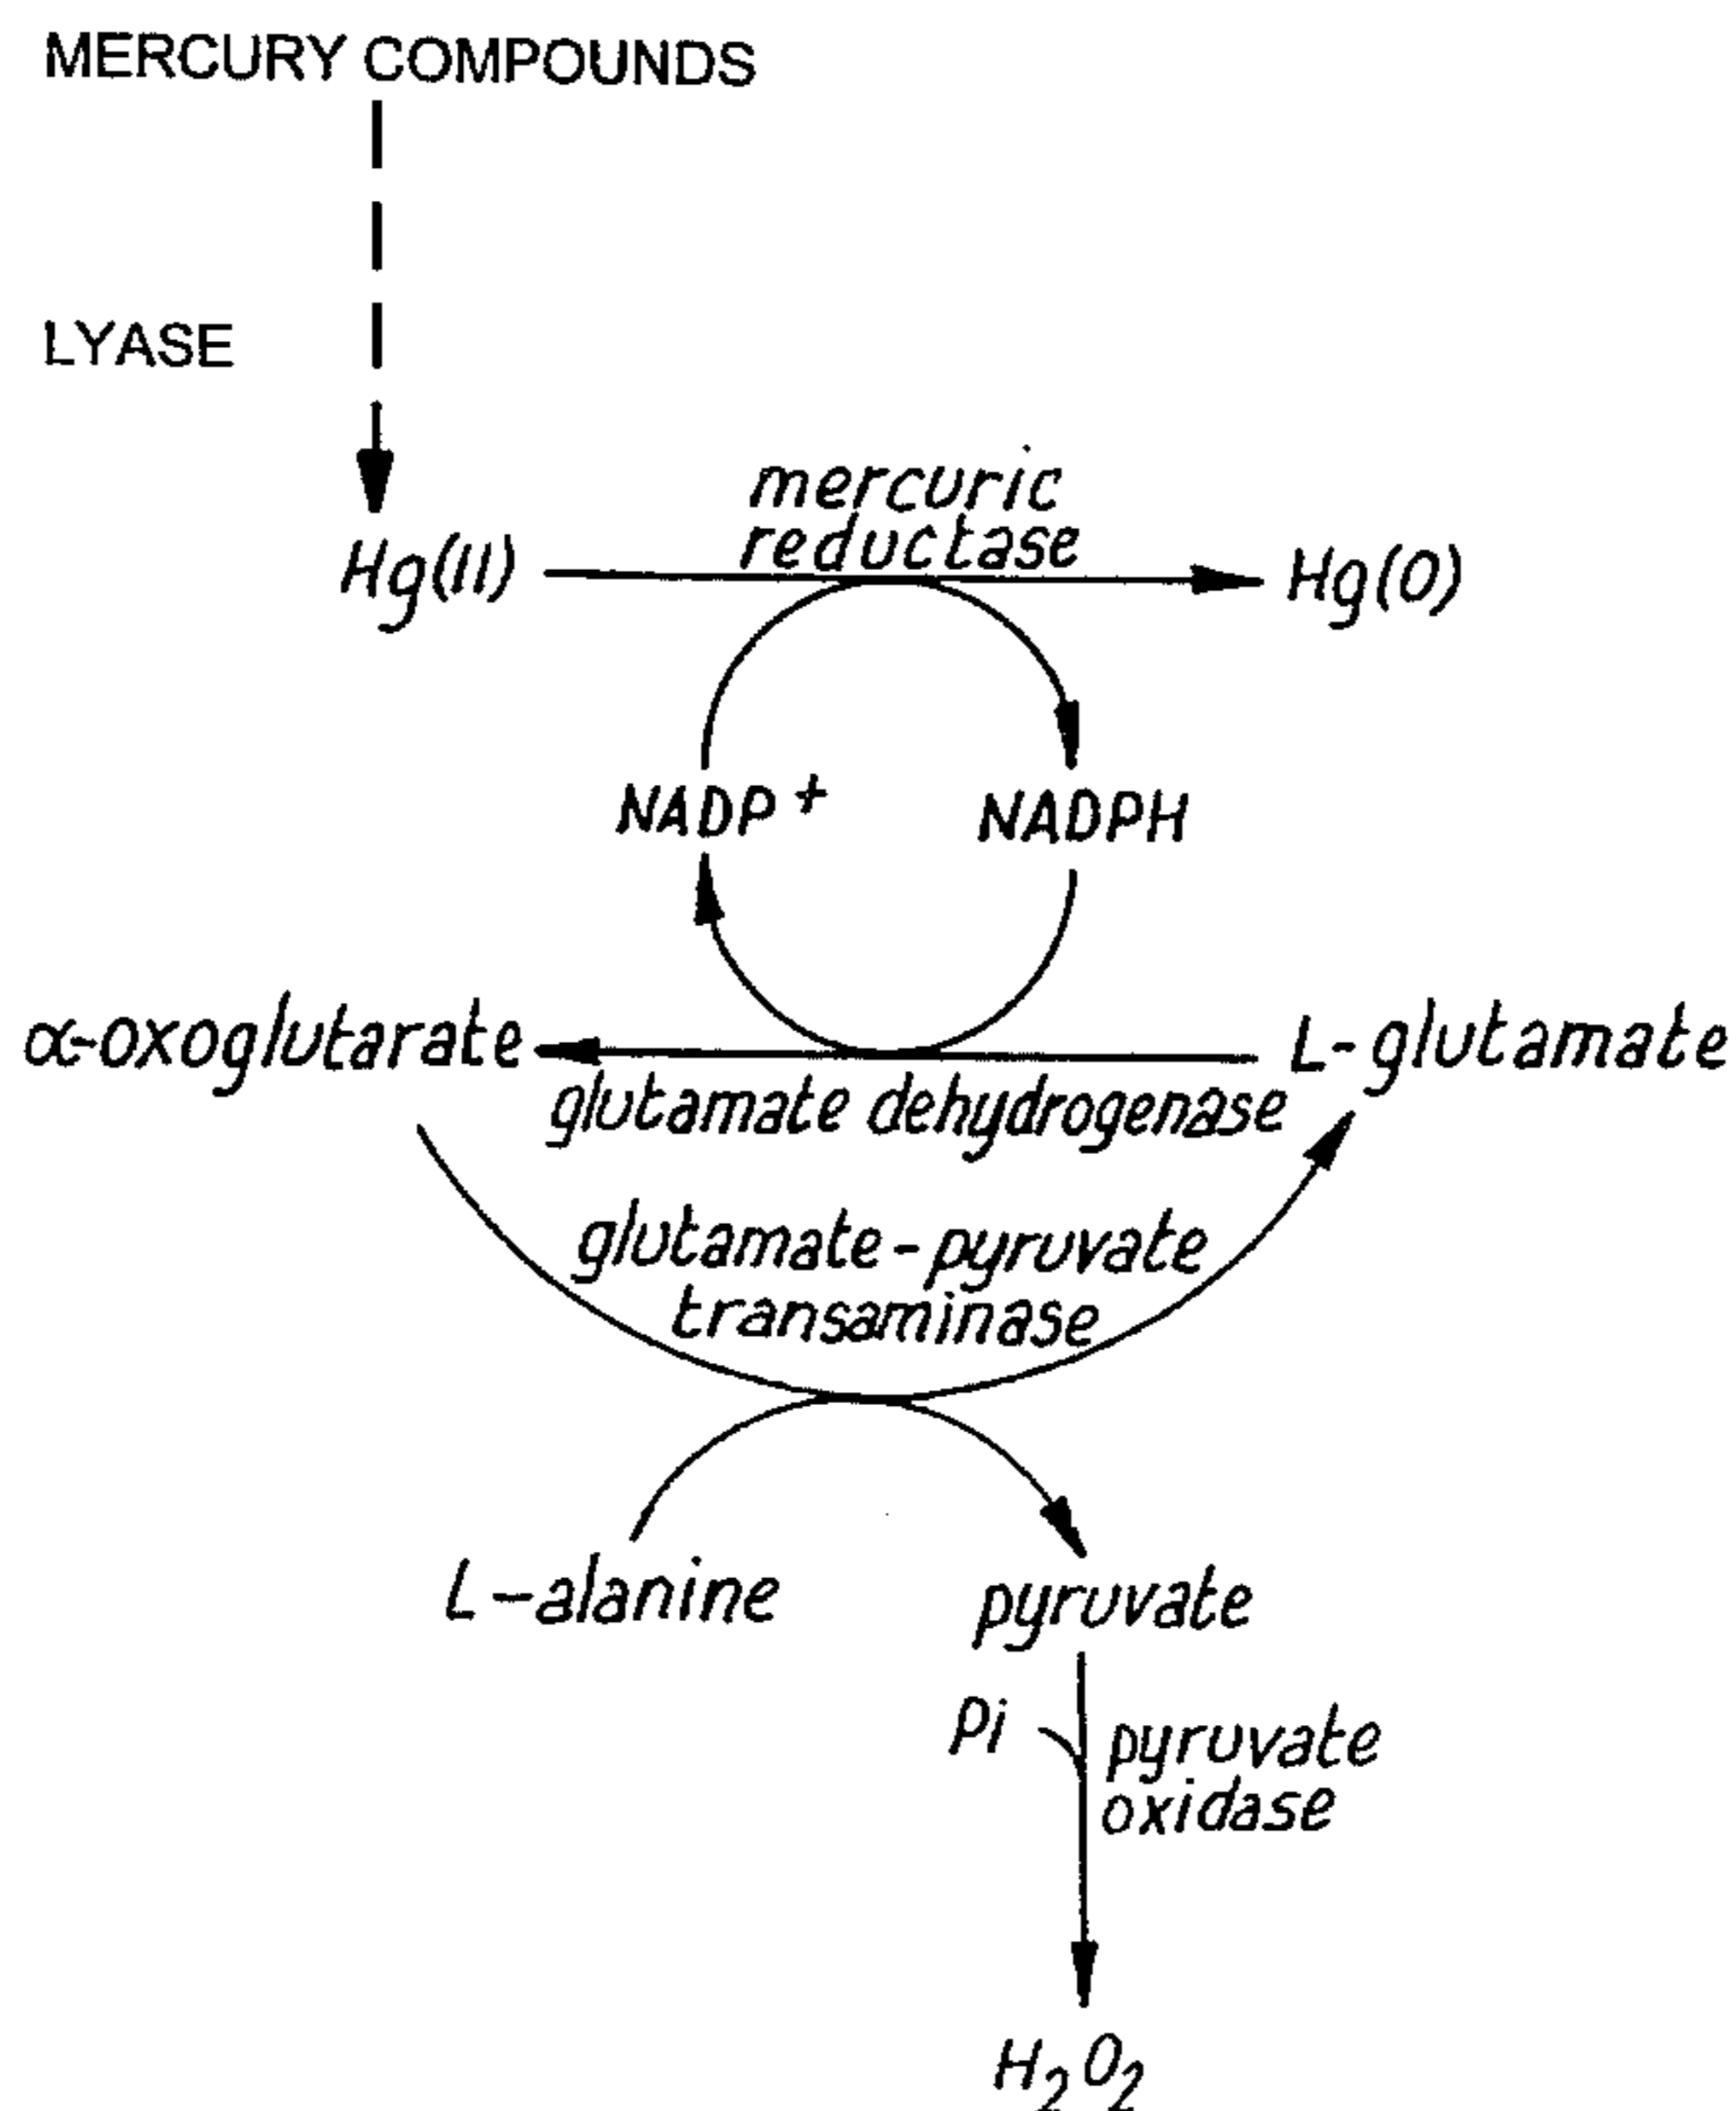 MERCURY COMPOUNDS
LYASE
mercuric
reductase
Hg(II)
Hg(0)
NADP+
NADPH
α-oxoglutarate
L-glutamate
glutamate dehydrogenase
glutamate-pyruvate
transaminase
L-alanine
pyruvate
Pi
pyruvate
oxidase
H2O2